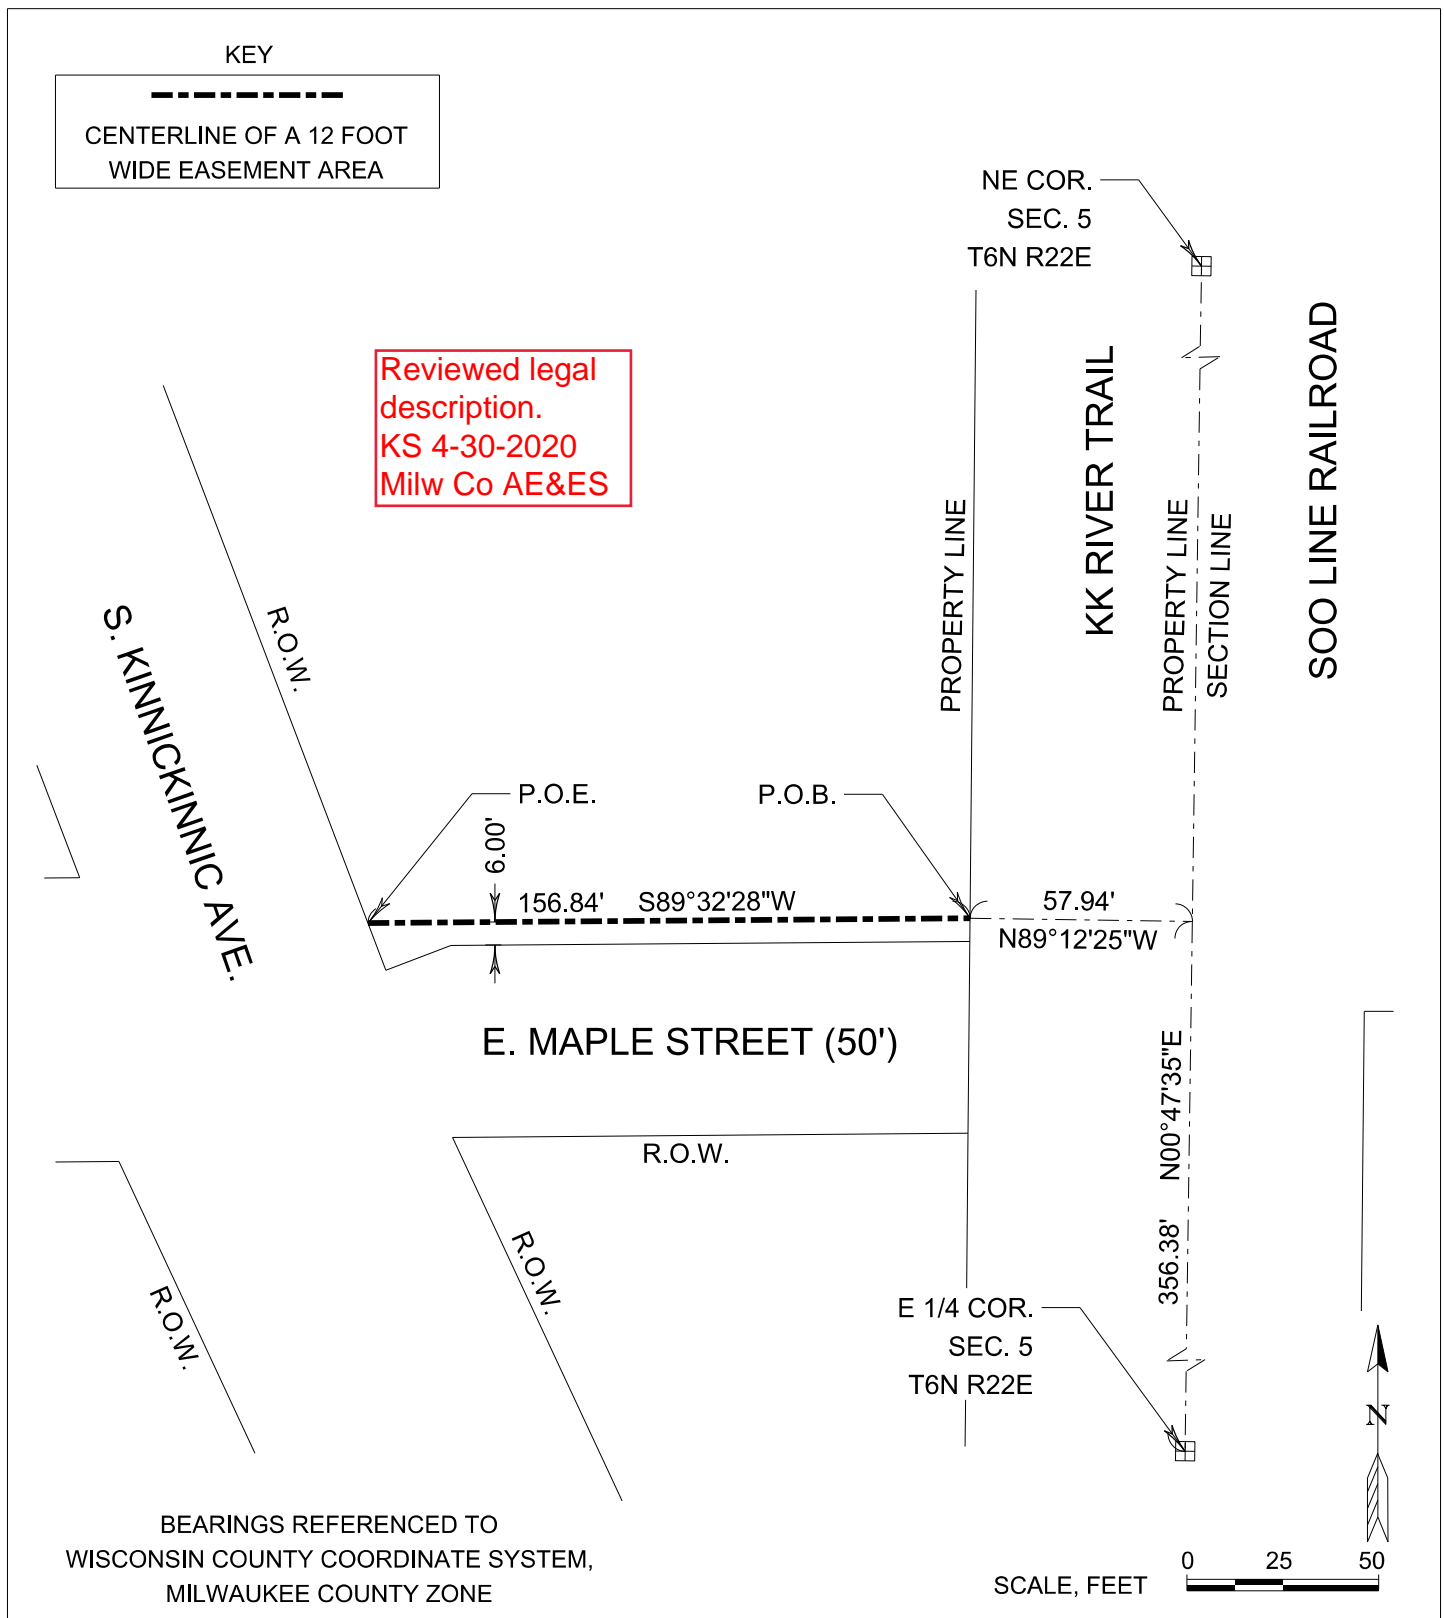 KEY
CENTERLINE OF A 12 FOOT
WIDE EASEMENT AREA
NE COR.
SEC. 5
T6N R22E
Reviewed legal
description.
KS 4-30-2020
Milw Co AE&ES
KK RIVER TRAIL
SOO LINE RAILROAD
PROPERTY LINE
PROPERTY LINE
SECTION LINE
R.O.W.
S. KINNICKINNIC AVE.
P.O.E.
P.O.B.
6.00'
156.84' S89°32'28"W
57.94'
N89°12'25"W
E. MAPLE STREET (50')
N00°47'35"E
356.38'
R.O.W.
R.O.W.
R.O.W.
E 1/4 COR.
SEC. 5
T6N R22E
N
BEARINGS REFERENCED TO
WISCONSIN COUNTY COORDINATE SYSTEM,
MILWAUKEE COUNTY ZONE
0 25 50
SCALE, FEET